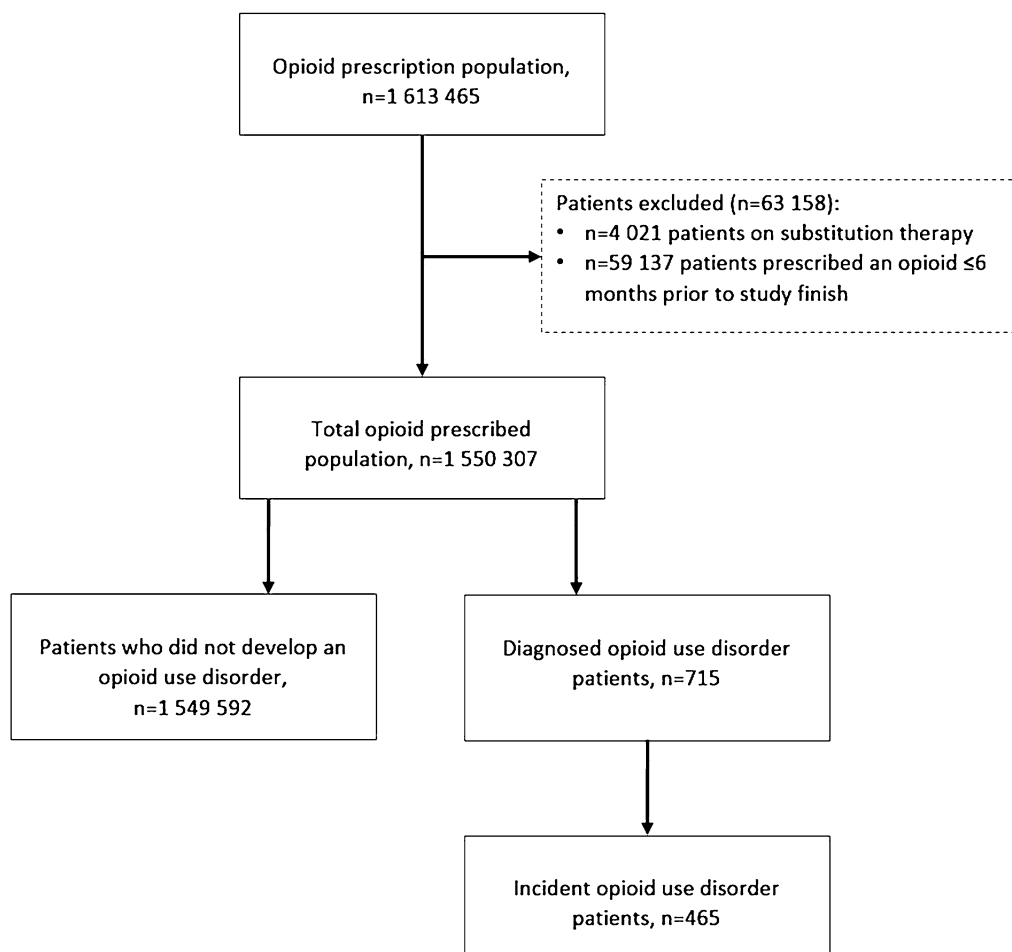 Opioid prescription population,
n=1 613 465
Patients excluded (n=63 158):
• n=4 021 patients on substitution therapy
• n=59 137 patients prescribed an opioid ≤6
months prior to study finish
Total opioid prescribed
population, n=1 550 307
Patients who did not develop an
opioid use disorder,
n=1 549 592
Diagnosed opioid use disorder
patients, n=715
Incident opioid use disorder
patients, n=465